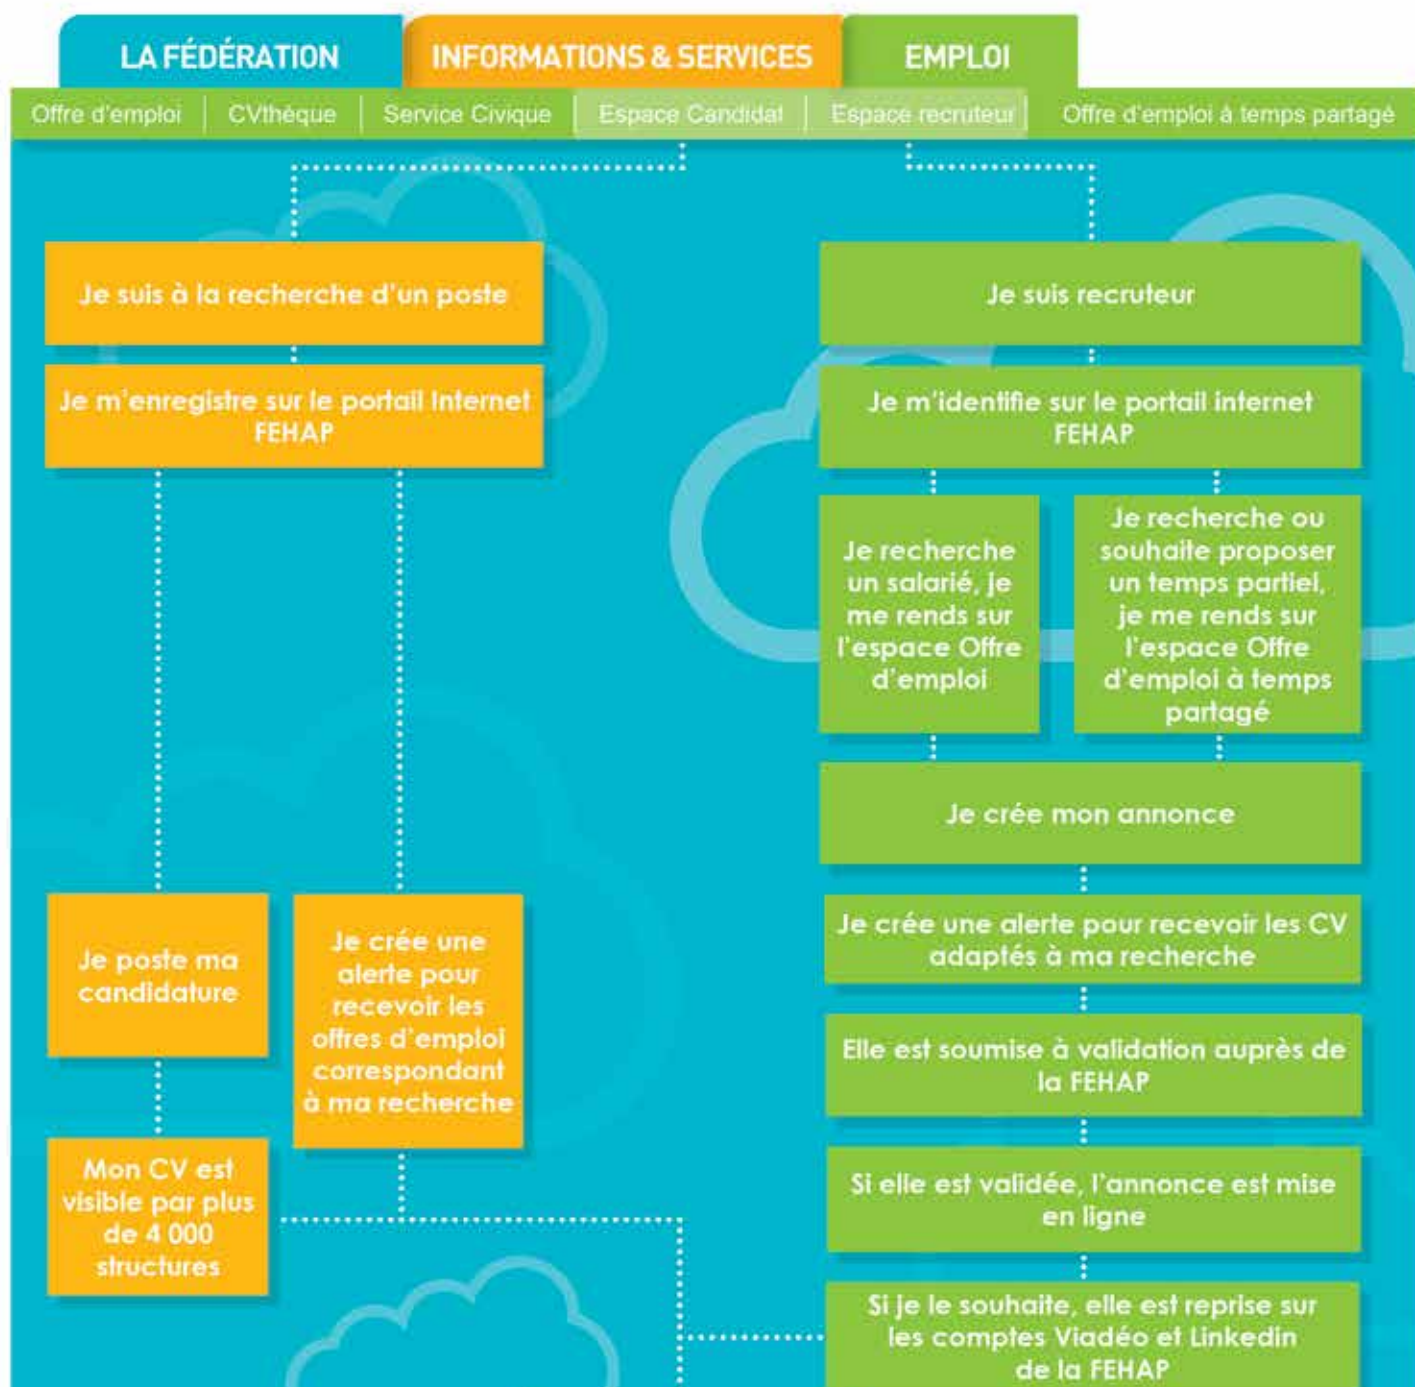 LA FÉDÉRATION
INFORMATIONS & SERVICES
EMPLOI
Offre d'emploi
CVthèque
Service Civique
Espace Candidat
Espace recruteur
Offre d'emploi à temps partagé
Je suis à la recherche d'un poste
Je m'enregistre sur le portail Internet
FEHAP
Je poste ma
candidature
Mon CV est
visible par plus
de 4 000
structures
Je crée une
alerte pour
recevoir les
offres d'emploi
correspondant
à ma recherche
Je suis recruteur
Je m'identifie sur le portail internet
FEHAP
Je recherche
un salarié, je
me rends sur
l'espace Offre
d'emploi
Je recherche ou
souhaite proposer
un temps partiel,
je me rends sur
l'espace Offre
d'emploi à temps
partagé
Je crée mon annonce
Je crée une alerte pour recevoir les CV
adaptés à ma recherche
Elle est soumise à validation auprès de
la FEHAP
Si elle est validée, l'annonce est mise
en ligne
Si je le souhaite, elle est reprise sur
les comptes Viadéo et Linkedin
de la FEHAP